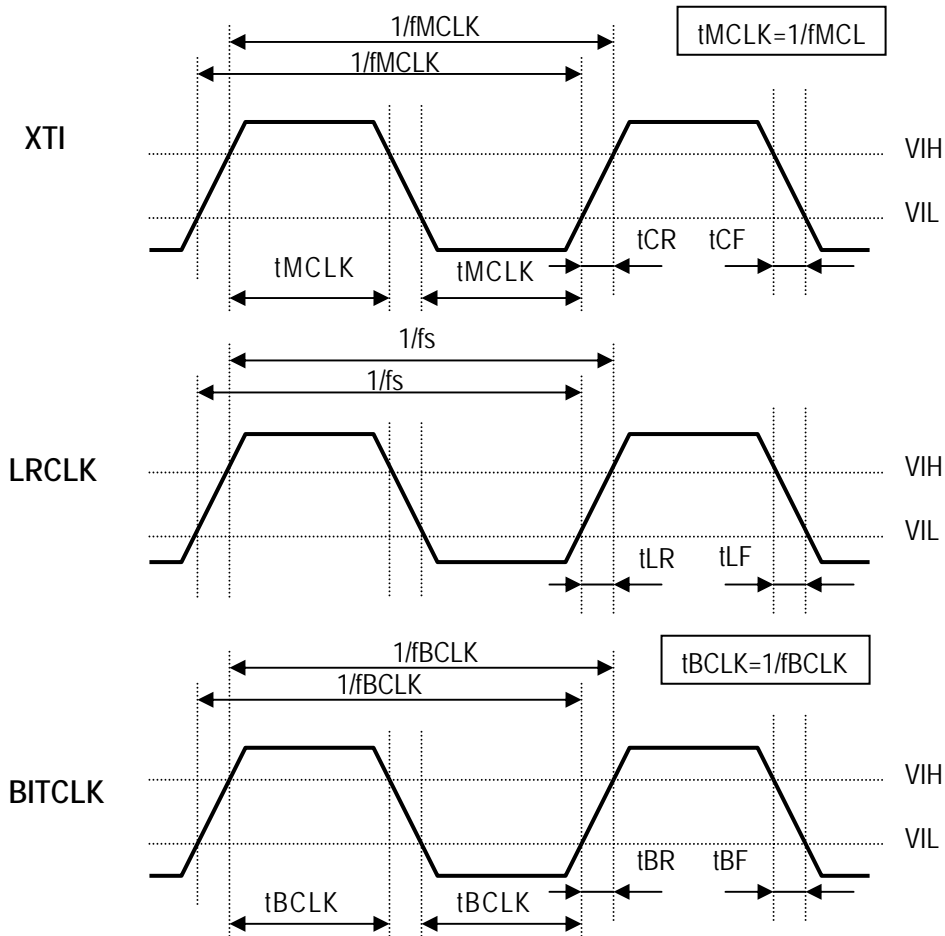 1/fMCLK
tMCLK=1/fMCL
1/fMCLK
XTI
VIH
VIL
tCR
tCF
tMCLK
tMCLK
1/fs
1/fs
LRCLK
VIH
VIL
tLR
tLF
1/fBCLK
tBCLK=1/fBCLK
1/fBCLK
BITCLK
VIH
VIL
tBR
tBF
tBCLK
tBCLK